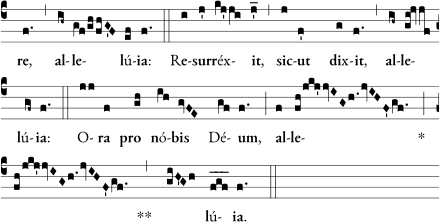 re, al-le- lú-ia: Re-surréx- it, sic-ut dix-it, al-le-
lú-ia: O-ra pro nó-bis Dé-um, al-le- *
** lú- ia.